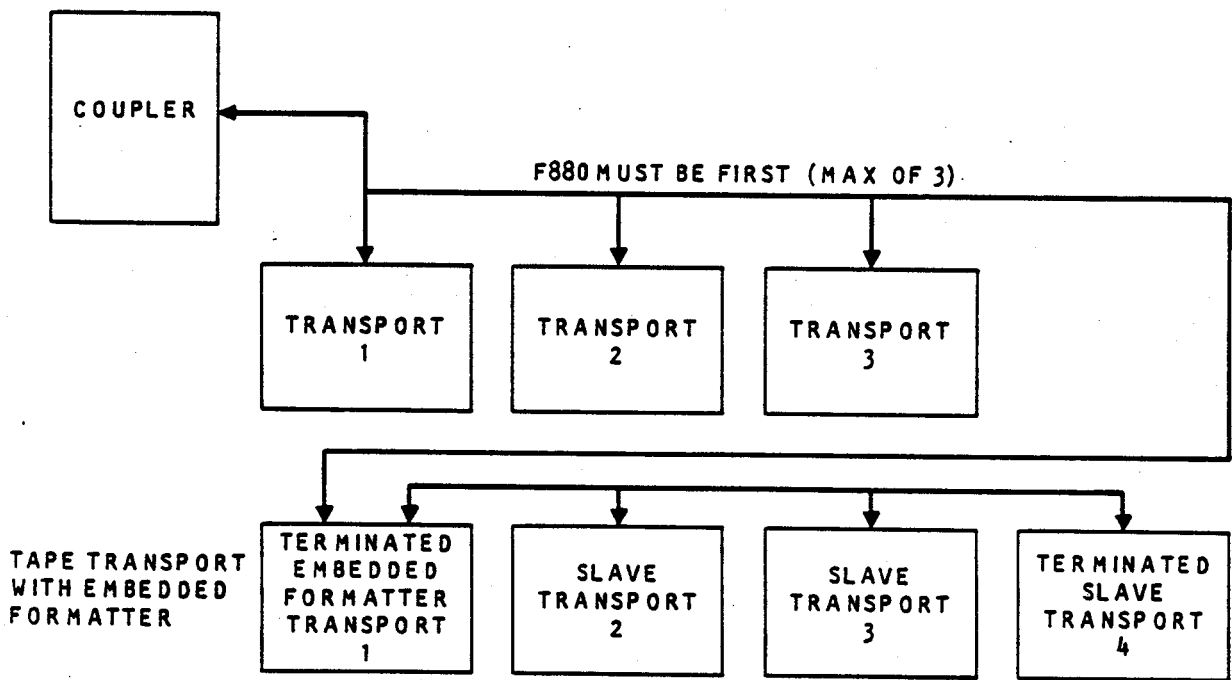 COUPLER
F880 MUST BE FIRST (MAX OF 3)
TRANSPORT
1
TRANSPORT
2
TRANSPORT
3
TAPE TRANSPORT
WITH EMBEDDED
FORMATTER
TERMINATED
EMBEDDED
FORMATTER
TRANSPORT
1
SLAVE
TRANSPORT
2
SLAVE
TRANSPORT
3
TERMINATED
SLAVE
TRANSPORT
4